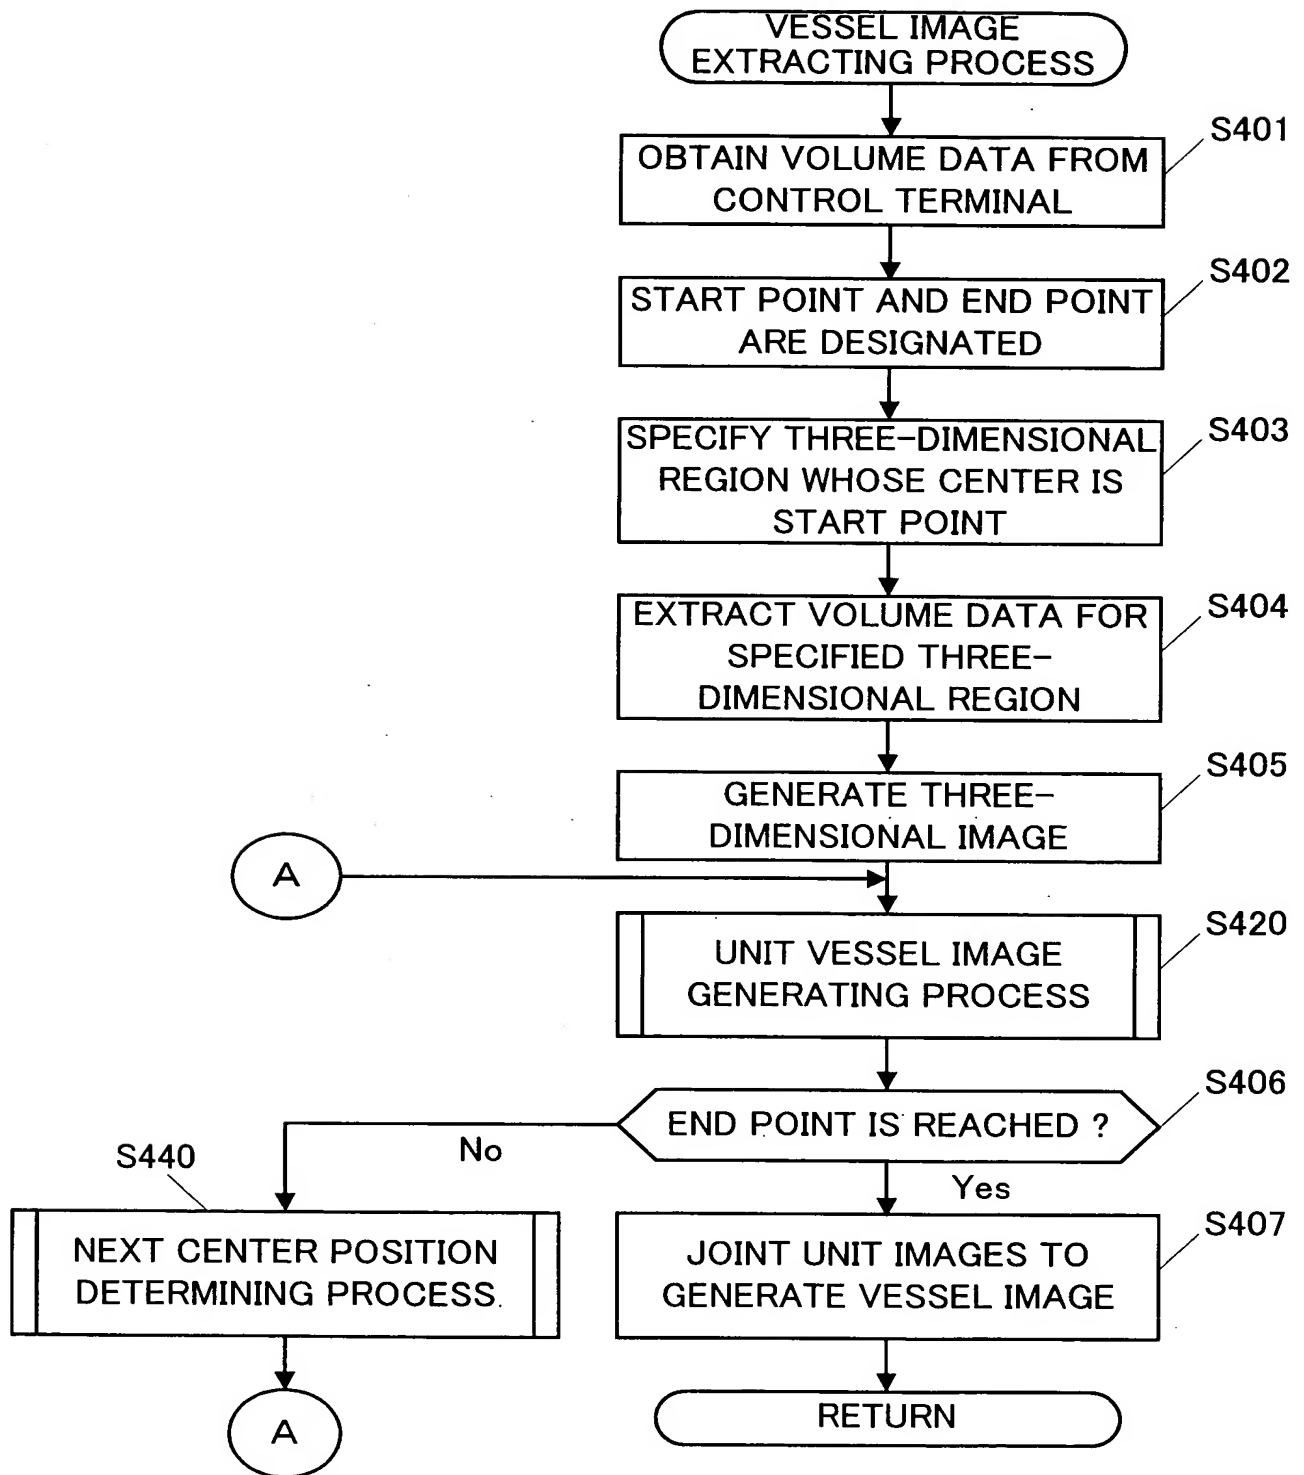 VESSEL IMAGE
EXTRACTING PROCESS
S401
OBTAIN VOLUME DATA FROM
CONTROL TERMINAL
S402
START POINT AND END POINT
ARE DESIGNATED
S403
SPECIFY THREE-DIMENSIONAL
REGION WHOSE CENTER IS
START POINT
S404
EXTRACT VOLUME DATA FOR
SPECIFIED THREE-
DIMENSIONAL REGION
S405
GENERATE THREE-
DIMENSIONAL IMAGE
A
S420
UNIT VESSEL IMAGE
GENERATING PROCESS
S406
END POINT IS REACHED ?
No
Yes
S440
NEXT CENTER POSITION
DETERMINING PROCESS
S407
JOINT UNIT IMAGES TO
GENERATE VESSEL IMAGE
A
RETURN